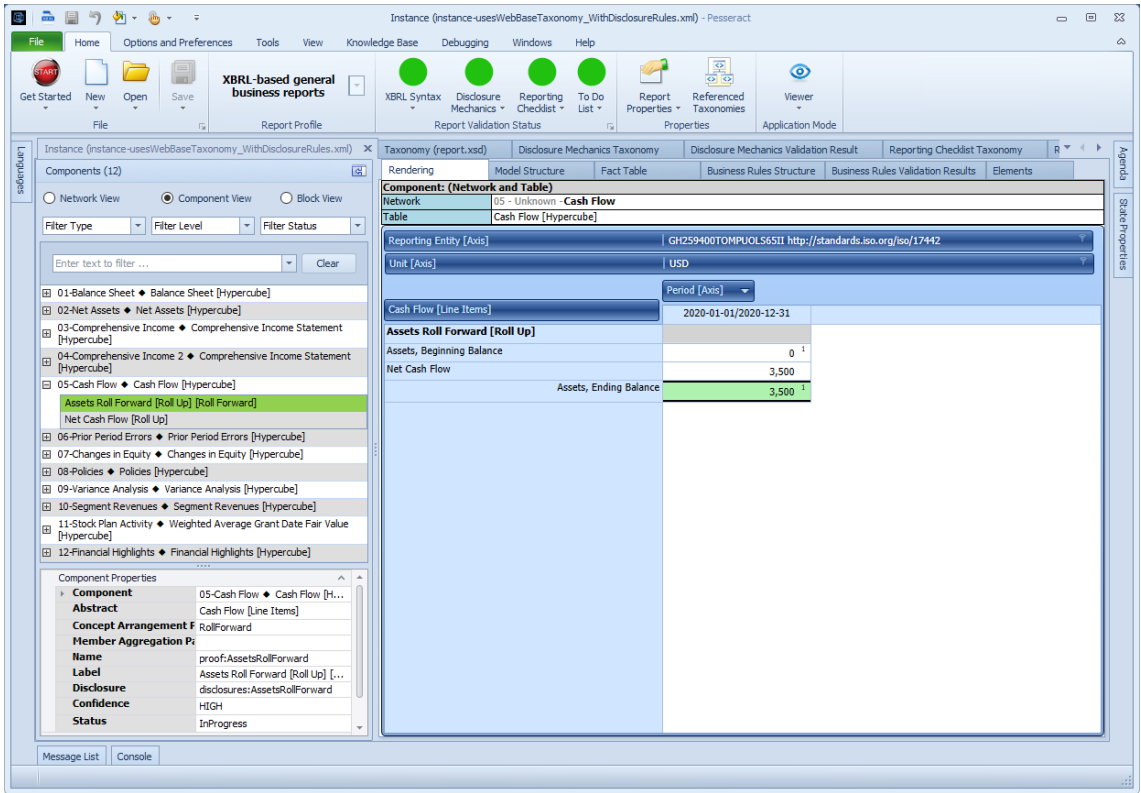 Instance (instance-usesWebBaseTaxonomy_WithDisclosureRules.xml) - Pesseract
File Home Options and Preferences Tools View Knowledge Base Debugging Windows Help
START
Get Started New Open Save
XBRL-based general
business reports
XBRL Syntax Disclosure Mechanics Reporting Checklist To Do List
Report Properties Referenced Taxonomies Viewer
File Report Profile Report Validation Status Properties Application Mode
Languages
Instance (instance-usesWebBaseTaxonomy_WithDisclosureRules.xml)
Components (12)
Network View Component View Block View
Filter Type Filter Level Filter Status
Enter text to filter ... Clear
01-Balance Sheet ◆ Balance Sheet [Hypercube]
02-Net Assets ◆ Net Assets [Hypercube]
03-Comprehensive Income ◆ Comprehensive Income Statement
[Hypercube]
04-Comprehensive Income 2 ◆ Comprehensive Income Statement
[Hypercube]
05-Cash Flow ◆ Cash Flow [Hypercube]
Assets Roll Forward [Roll Up] [Roll Forward]
Net Cash Flow [Roll Up]
06-Prior Period Errors ◆ Prior Period Errors [Hypercube]
07-Changes in Equity ◆ Changes in Equity [Hypercube]
08-Policies ◆ Policies [Hypercube]
09-Variance Analysis ◆ Variance Analysis [Hypercube]
10-Segment Revenues ◆ Segment Revenues [Hypercube]
11-Stock Plan Activity ◆ Weighted Average Grant Date Fair Value
[Hypercube]
12-Financial Highlights ◆ Financial Highlights [Hypercube]
Component Properties
Component 05-Cash Flow ◆ Cash Flow [H...
Abstract Cash Flow [Line Items]
Concept Arrangement P RollForward
Member Aggregation Pa
Name proof:AssetsRollForward
Label Assets Roll Forward [Roll Up] [...
Disclosure disclosures:AssetsRollForward
Confidence HIGH
Status InProgress
Message List Console
Taxonomy (report.xsd) Disclosure Mechanics Taxonomy Disclosure Mechanics Validation Result Reporting Checklist Taxonomy R
Rendering Model Structure Fact Table Business Rules Structure Business Rules Validation Results Elements
Component: (Network and Table)
Network 05 - Unknown - Cash Flow
Table Cash Flow [Hypercube]
Reporting Entity [Axis] GH259400TOMPUOLS65II http://standards.iso.org/iso/17442
Unit [Axis] USD
Period [Axis]
Cash Flow [Line Items] 2020-01-01/2020-12-31
Assets Roll Forward [Roll Up]
Assets, Beginning Balance 0 1
Net Cash Flow 3,500
Assets, Ending Balance 3,500 1
Agenda
State Properties